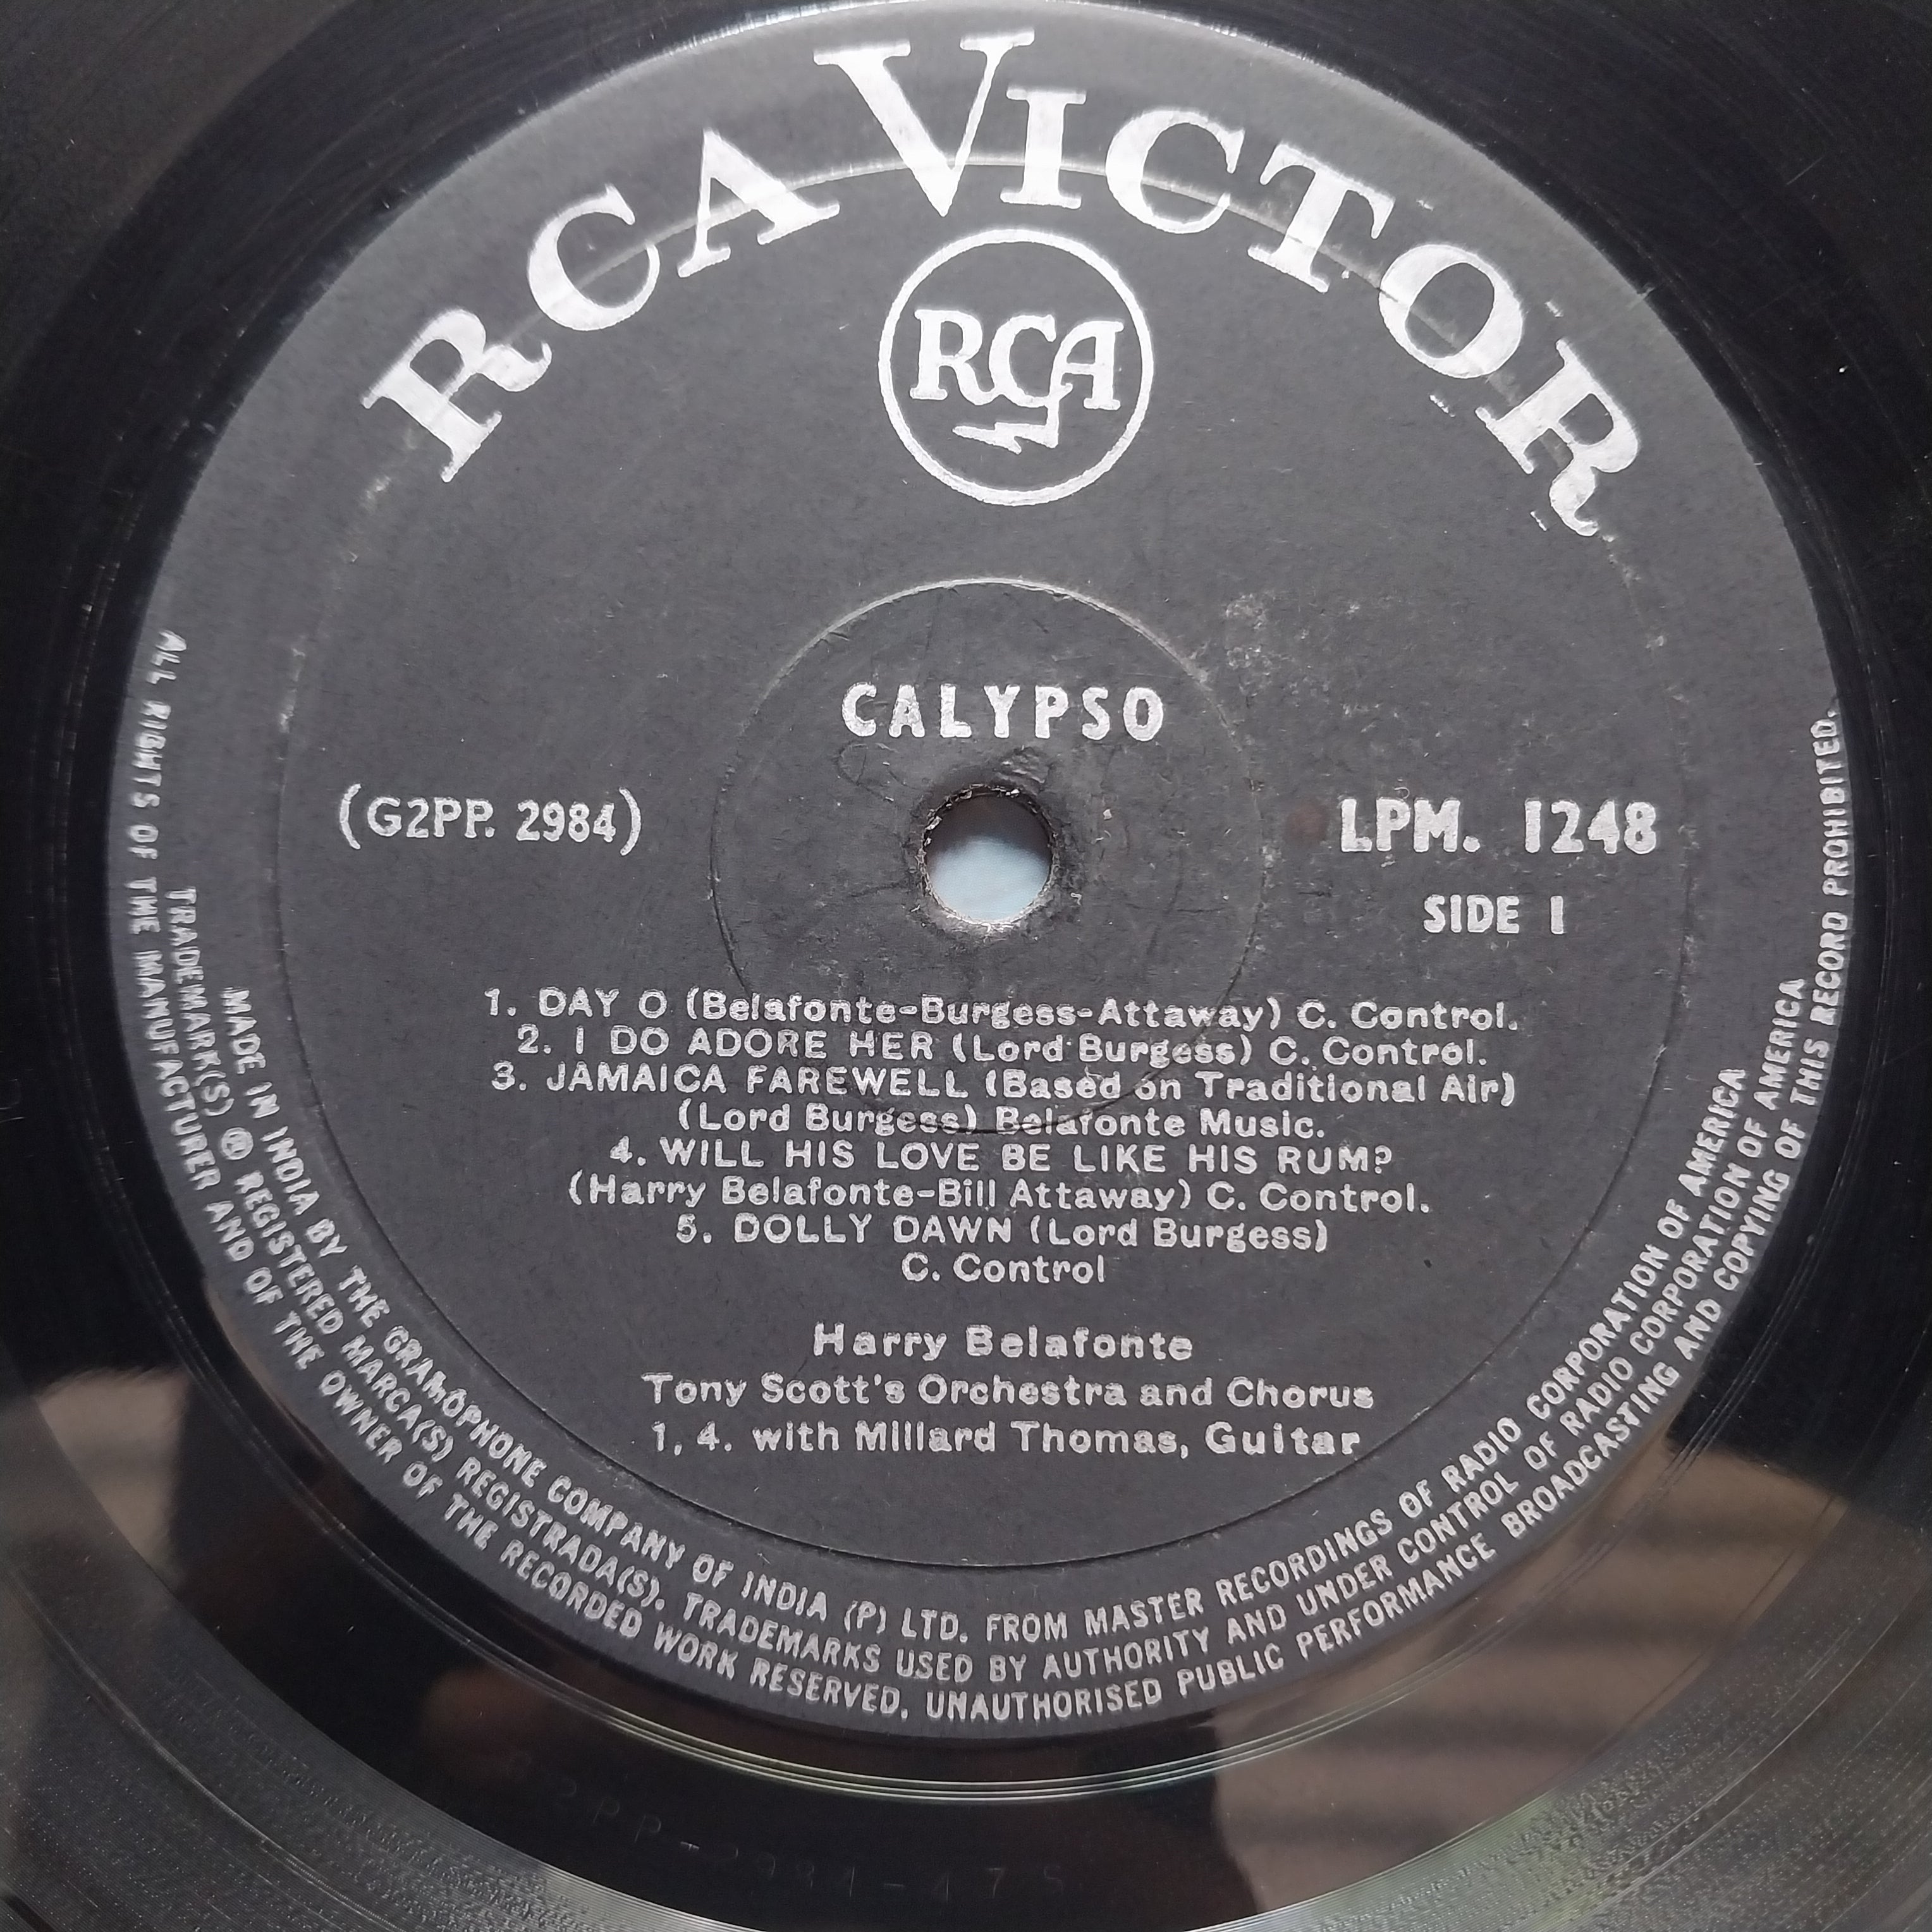 RCA VICTOR
RCA
CALYPSO
(G2PP. 2984)
LPM. 1248
SIDE 1
1. DAY O (Belafonte-Burgess-Attaway) C. Control.
2. I DO ADORE HER (Lord Burgess) C. Control.
3. JAMAICA FAREWELL (Based on Traditional Air)
(Lord Burgess) Belafonte Music.
4. WILL HIS LOVE BE LIKE HIS RUM?
(Harry Belafonte-Bill Attaway) C. Control.
5. DOLLY DAWN (Lord Burgess)
C. Control
Harry Belafonte
Tony Scott's Orchestra and Chorus
1, 4. with Millard Thomas, Guitar
MADE IN INDIA BY THE GRAMOPHONE COMPANY OF INDIA (P) LTD. FROM MASTER RECORDINGS OF RADIO CORPORATION OF AMERICA
TRADEMARK(S) ® REGISTERED MARCA(S) REGISTRADA(S). TRADEMARKS USED BY AUTHORITY AND UNDER CONTROL OF RADIO CORPORATION OF AMERICA
ALL RIGHTS OF THE MANUFACTURER AND OF THE OWNER OF THE RECORDED WORK RESERVED. UNAUTHORISED PUBLIC PERFORMANCE BROADCASTING AND COPYING OF THIS RECORD PROHIBITED.